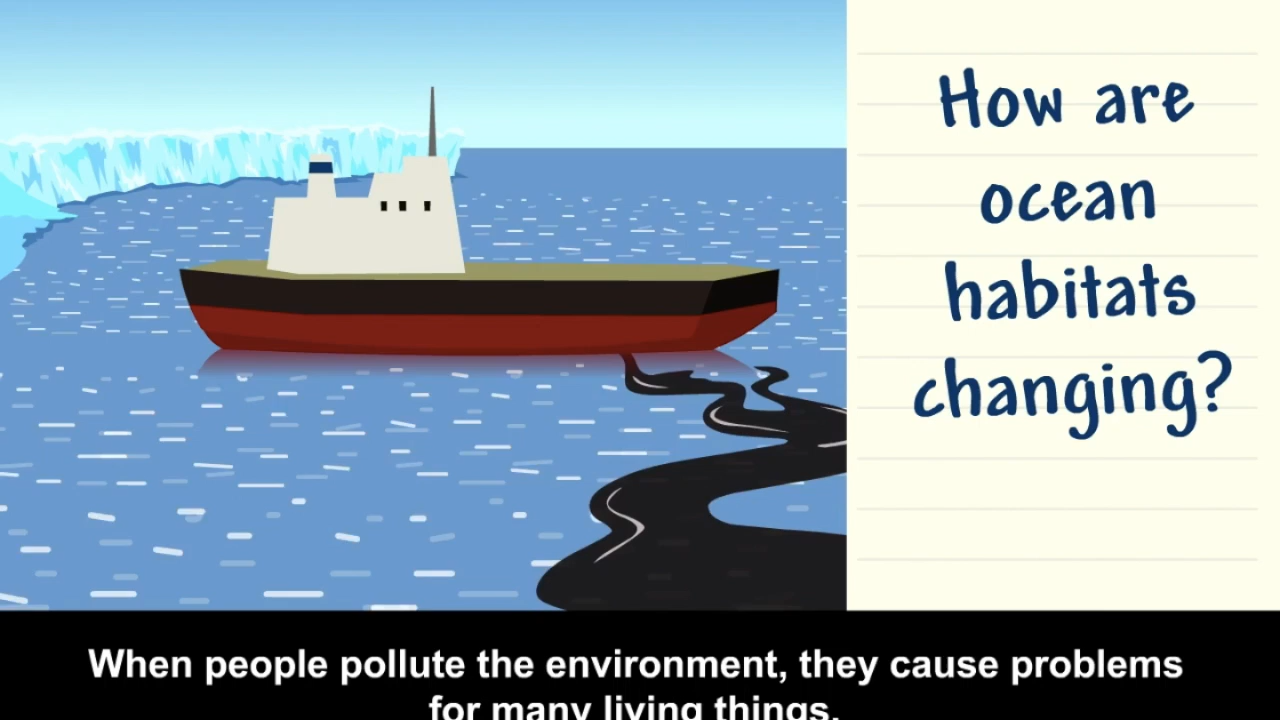 How are
ocean
habitats
changing?
When people pollute the environment, they cause problems
for many living things.